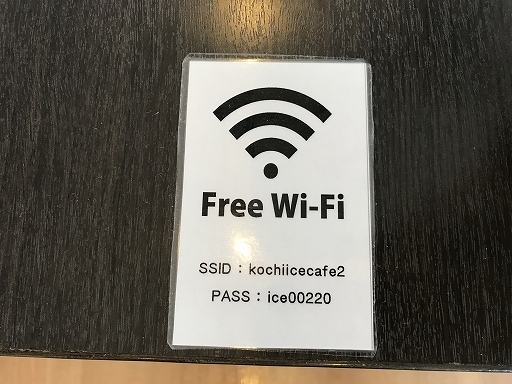 Free Wi-Fi
SSID：kochiicecafe2
PASS：ice00220